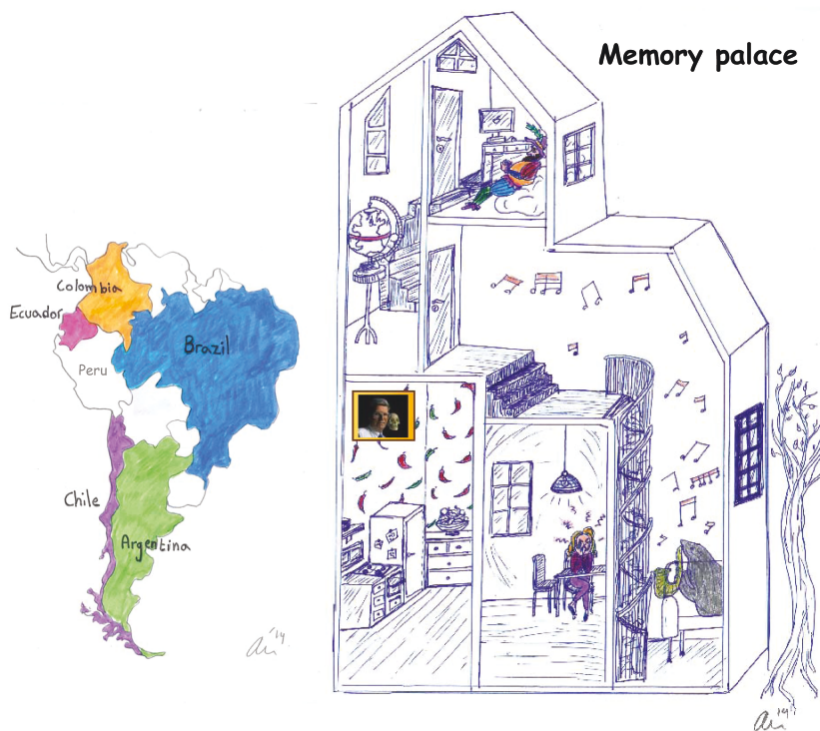 Memory palace
Colombia
Ecuador
Brazil
Peru
Chile
Argentina